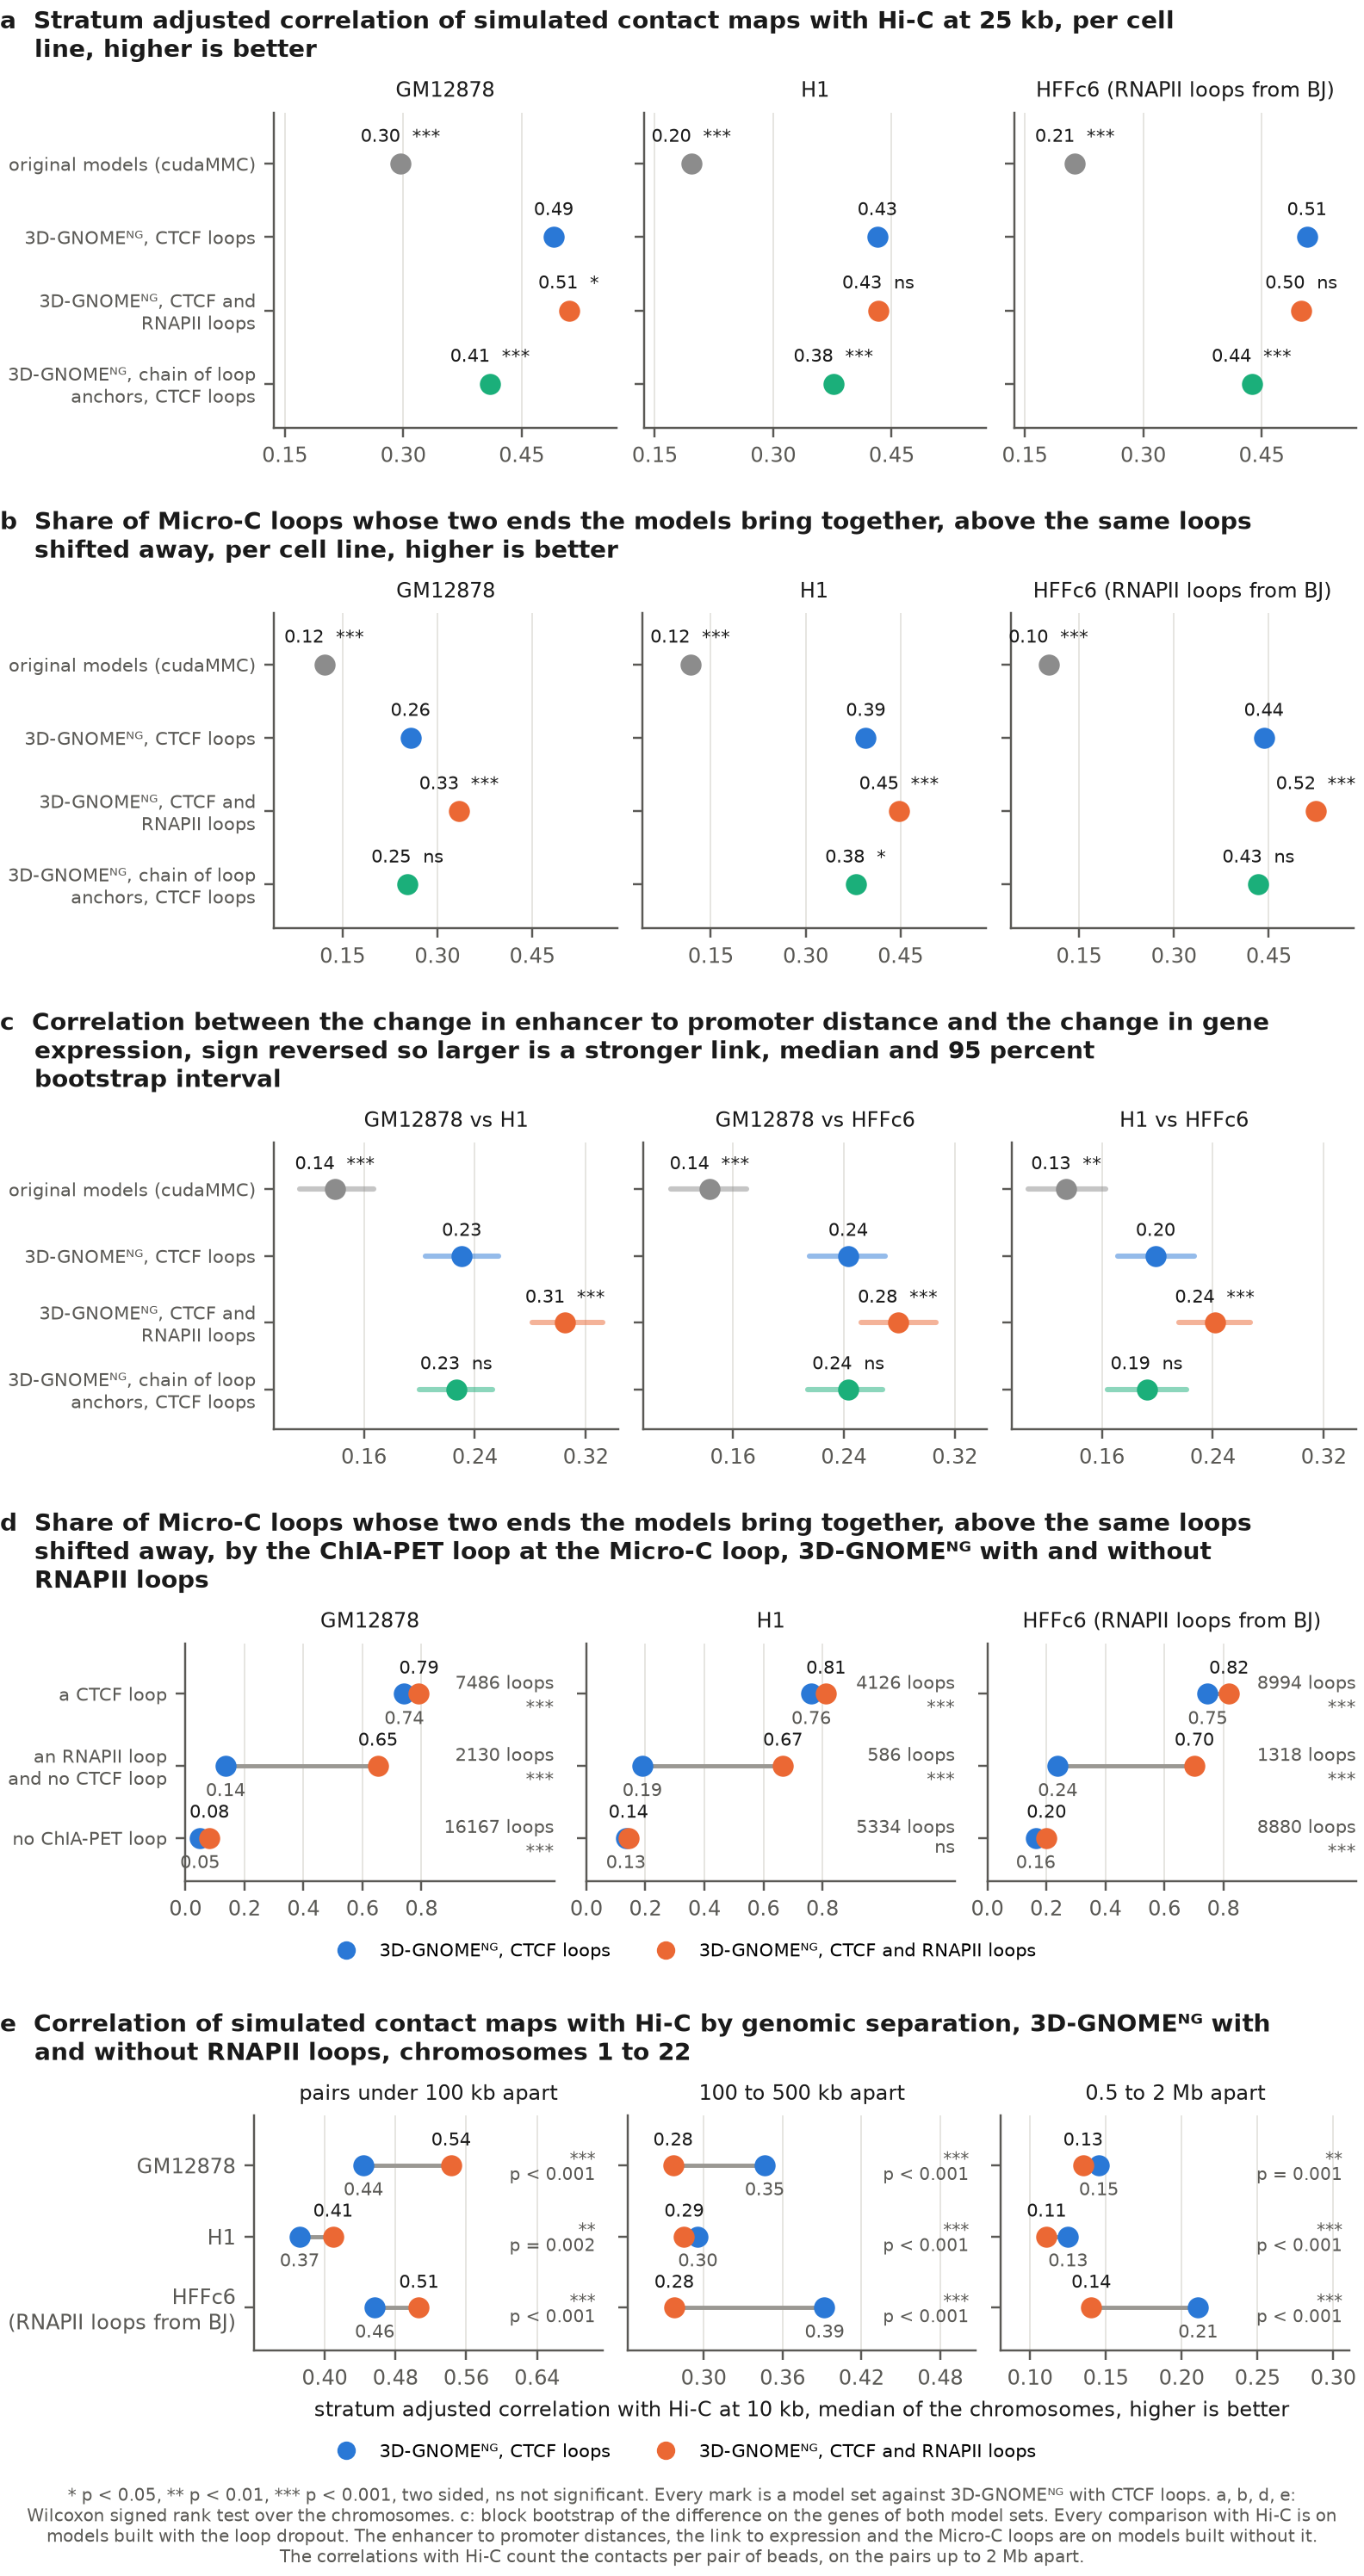 a Stratum adjusted correlation of simulated contact maps with Hi-C at 25 kb, per cell
line, higher is better
GM12878 H1 HFFc6 (RNAPII loops from BJ)
0.30 *** 0.20 *** 0.21 ***
original models (cudaMMC)
0.49 0.43 0.51
3D-GNOMEᴺᴳ, CTCF loops
0.51 * 0.43 ns 0.50 ns
3D-GNOMEᴺᴳ, CTCF and
RNAPII loops
0.41 *** 0.38 *** 0.44 ***
3D-GNOMEᴺᴳ, chain of loop
anchors, CTCF loops
0.15 0.30 0.45 0.15 0.30 0.45 0.15 0.30 0.45
b Share of Micro-C loops whose two ends the models bring together, above the same loops
shifted away, per cell line, higher is better
GM12878 H1 HFFc6 (RNAPII loops from BJ)
0.12 *** 0.12 *** 0.10 ***
original models (cudaMMC)
0.26 0.39 0.44
3D-GNOMEᴺᴳ, CTCF loops
0.33 *** 0.45 *** 0.52 ***
3D-GNOMEᴺᴳ, CTCF and
RNAPII loops
0.25 ns 0.38 * 0.43 ns
3D-GNOMEᴺᴳ, chain of loop
anchors, CTCF loops
0.15 0.30 0.45 0.15 0.30 0.45 0.15 0.30 0.45
c Correlation between the change in enhancer to promoter distance and the change in gene
expression, sign reversed so larger is a stronger link, median and 95 percent
bootstrap interval
GM12878 vs H1 GM12878 vs HFFc6 H1 vs HFFc6
0.14 *** 0.14 *** 0.13 **
original models (cudaMMC)
0.23 0.24 0.20
3D-GNOMEᴺᴳ, CTCF loops
0.31 *** 0.28 *** 0.24 ***
3D-GNOMEᴺᴳ, CTCF and
RNAPII loops
0.23 ns 0.24 ns 0.19 ns
3D-GNOMEᴺᴳ, chain of loop
anchors, CTCF loops
0.16 0.24 0.32 0.16 0.24 0.32 0.16 0.24 0.32
d Share of Micro-C loops whose two ends the models bring together, above the same loops
shifted away, by the ChIA-PET loop at the Micro-C loop, 3D-GNOMEᴺᴳ with and without
RNAPII loops
GM12878 H1 HFFc6 (RNAPII loops from BJ)
0.79 7486 loops 0.81 4126 loops 0.82 8994 loops
a CTCF loop
0.74 *** 0.76 *** 0.75 ***
0.65 2130 loops 0.67 586 loops 0.70 1318 loops
an RNAPII loop
and no CTCF loop
0.14 *** 0.19 *** 0.24 ***
0.08 16167 loops 0.14 5334 loops 0.20 8880 loops
no ChIA-PET loop
0.05 *** 0.13 ns 0.16 ***
0.0 0.2 0.4 0.6 0.8 0.0 0.2 0.4 0.6 0.8 0.0 0.2 0.4 0.6 0.8
3D-GNOMEᴺᴳ, CTCF loops 3D-GNOMEᴺᴳ, CTCF and RNAPII loops
e Correlation of simulated contact maps with Hi-C by genomic separation, 3D-GNOMEᴺᴳ with
and without RNAPII loops, chromosomes 1 to 22
pairs under 100 kb apart 100 to 500 kb apart 0.5 to 2 Mb apart
0.54 *** 0.28 *** 0.13 **
GM12878 p < 0.001 p < 0.001 p = 0.001
0.44 0.35 0.15
0.41 ** 0.29 *** 0.11 ***
H1 p = 0.002 p < 0.001 p < 0.001
0.37 0.30 0.13
0.51 *** 0.28 *** 0.14 ***
HFFc6 p < 0.001 p < 0.001 p < 0.001
(RNAPII loops from BJ)
0.46 0.39 0.21
0.40 0.48 0.56 0.64 0.30 0.36 0.42 0.48 0.10 0.15 0.20 0.25 0.30
stratum adjusted correlation with Hi-C at 10 kb, median of the chromosomes, higher is better
3D-GNOMEᴺᴳ, CTCF loops 3D-GNOMEᴺᴳ, CTCF and RNAPII loops
* p < 0.05, ** p < 0.01, *** p < 0.001, two sided, ns not significant. Every mark is a model set against 3D-GNOMEᴺᴳ with CTCF loops. a, b, d, e:
Wilcoxon signed rank test over the chromosomes. c: block bootstrap of the difference on the genes of both model sets. Every comparison with Hi-C is on
models built with the loop dropout. The enhancer to promoter distances, the link to expression and the Micro-C loops are on models built without it.
The correlations with Hi-C count the contacts per pair of beads, on the pairs up to 2 Mb apart.